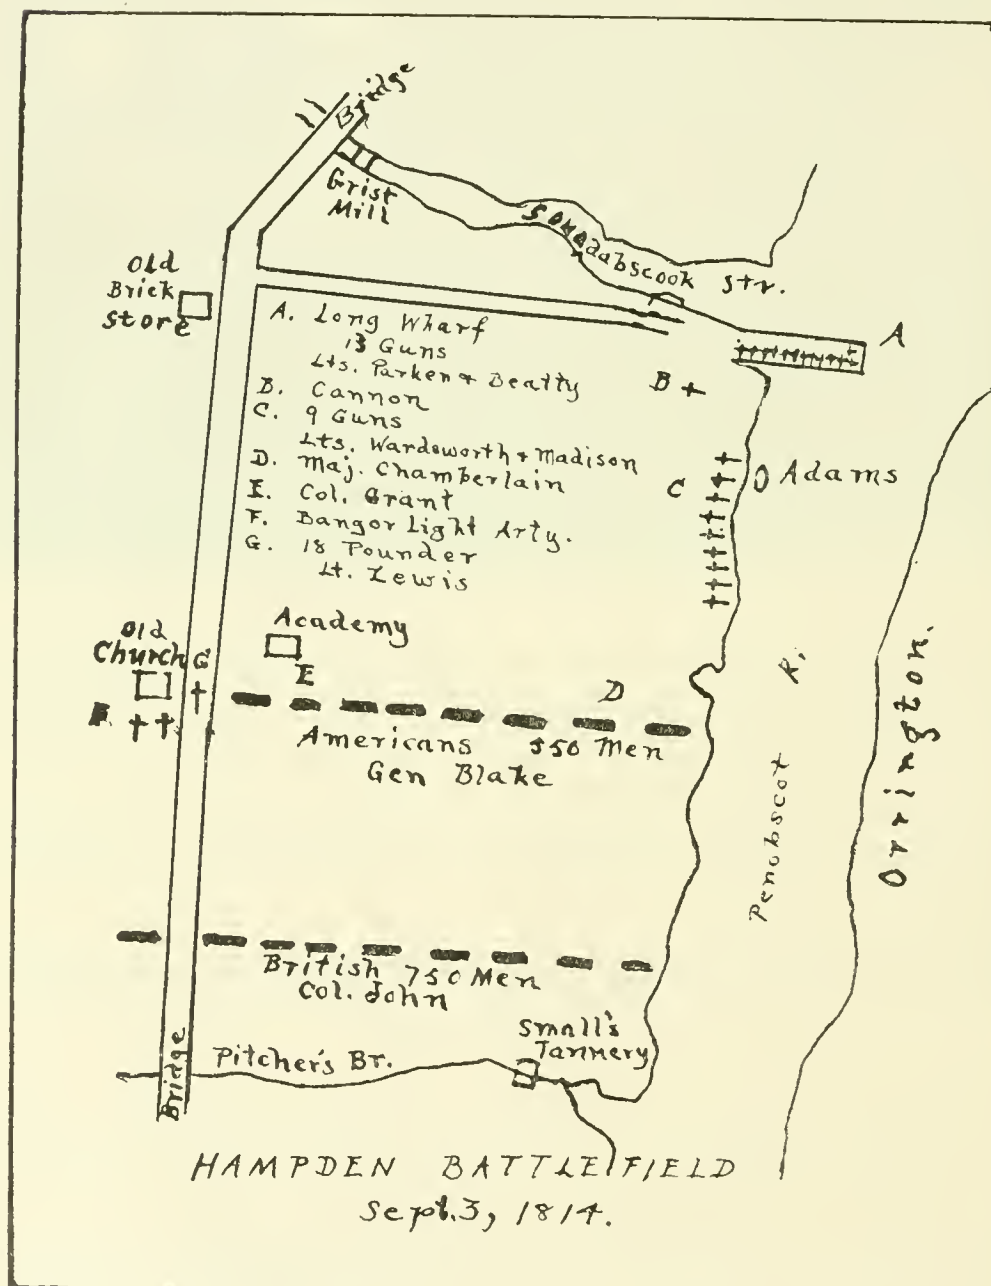 Bridge
Grist
Mill
Somadabscook Str.
Old
Brick
Store
A
A. Long Wharf
13 Guns
Lts. Parken & Beatty
B. Cannon
C. 9 Guns
Lts. Wardsworth & Madison
D. Maj. Chamberlain
E. Col. Grant
F. Bangor Light Arty.
G. 18 Pounder
Lt. Lewis
B
C
Adams
Academy
Old
Church
G
E
D
F
Americans 550 Men
Gen Blake
Penobscot R.
Orrington.
British 750 Men
Col. John
Small's
Tannery
Pitcher's Br.
Bridge
HAMPDEN BATTLEFIELD
Sept. 3, 1814.